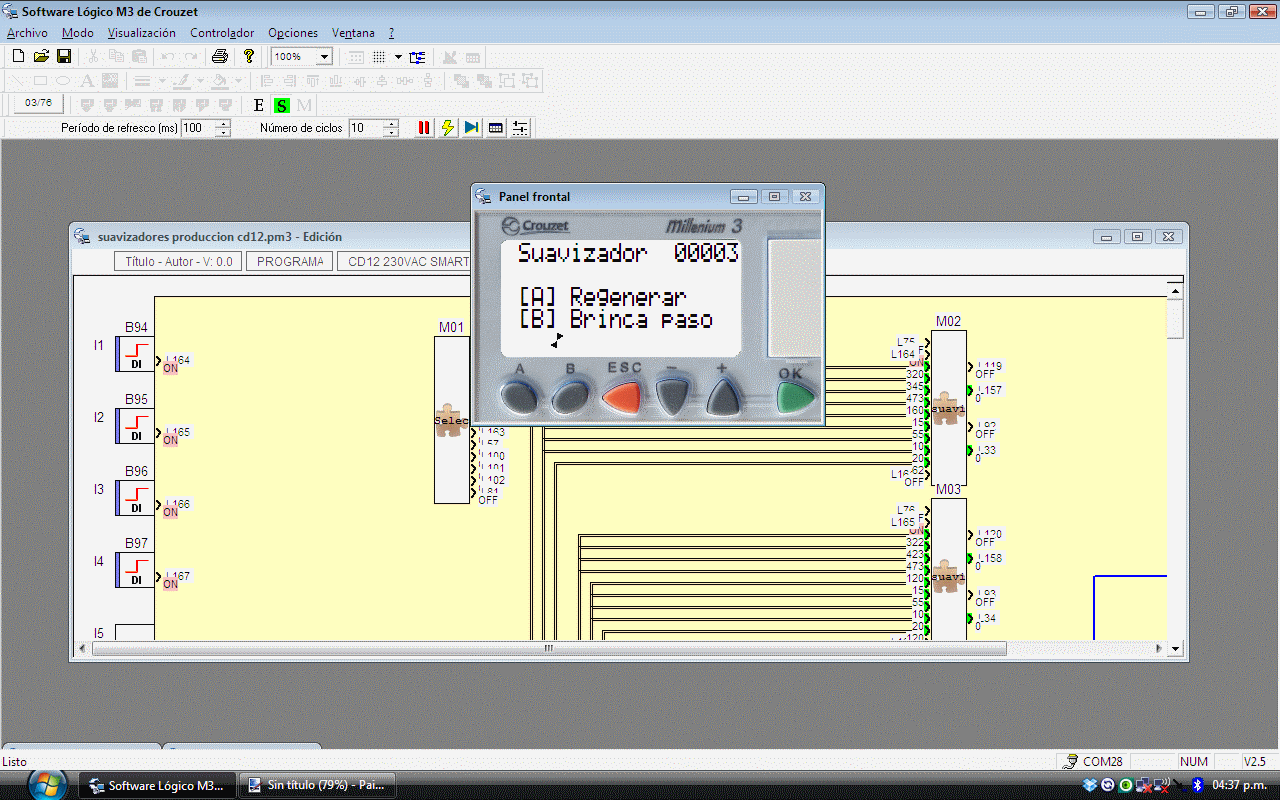 Software Lógico M3 de Crouzet
Archivo Modo Visualización Controlador Opciones Ventana ?
100%
A
03/76 E S M
Período de refresco (ms) 100 Número de ciclos 10
Panel frontal
Crouzet Millenium 3
Suavizador 00003
[A] Regenerar
[B] Brinca paso
A B ESC − + OK
suavizadores produccion cd12.pm3 - Edición
Título - Autor - V: 0.0 PROGRAMA CD12 230VAC SMART
I1 B94 DI L164 ON
I2 B95 DI L165 ON
I3 B96 DI L166 ON
I4 B97 DI L167 ON
I5
M01
Selec
L163
L57
L100
L101
L102
L81
OFF
M02
L75
L164
ON
320
345
473
160
15
55
10
20
OFF
suavi
L119
OFF
L157
0
L92
OFF
L33
0
M03
L76
L165
ON
322
423
473
120
15
55
10
20
120
suavi
L120
OFF
L158
0
L93
OFF
L34
0
Listo COM28 NUM V2.5
Software Lógico M3... Sin título (79%) - Pai... 04:37 p.m.